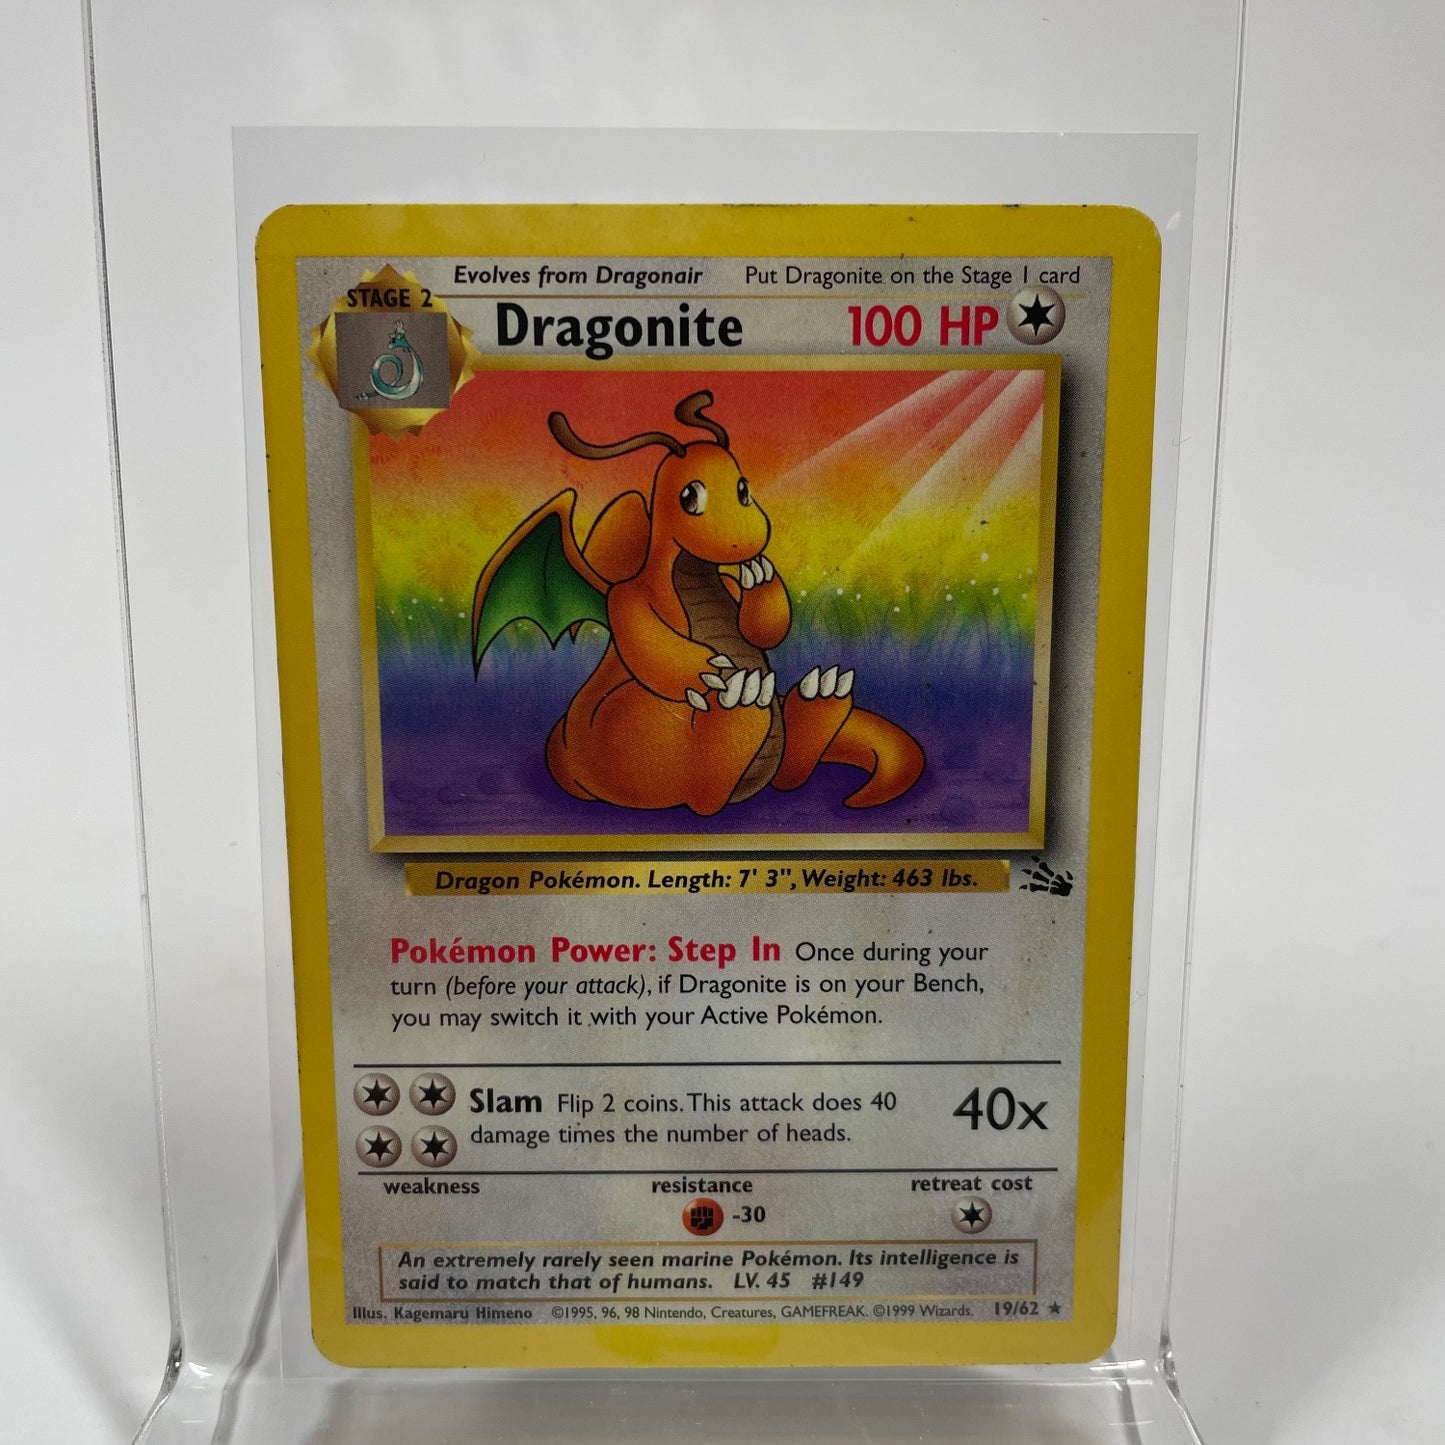 Evolves from Dragonair Put Dragonite on the Stage 1 card
STAGE 2
Dragonite 100 HP
Dragon Pokémon. Length: 7' 3", Weight: 463 lbs.
Pokémon Power: Step In Once during your
turn (before your attack), if Dragonite is on your Bench,
you may switch it with your Active Pokémon.
Slam Flip 2 coins. This attack does 40
damage times the number of heads.
40x
weakness resistance retreat cost
-30
An extremely rarely seen marine Pokémon. Its intelligence is
said to match that of humans. LV. 45 #149
Illus. Kagemaru Himeno ©1995, 96, 98 Nintendo, Creatures, GAMEFREAK. ©1999 Wizards. 19/62 ★